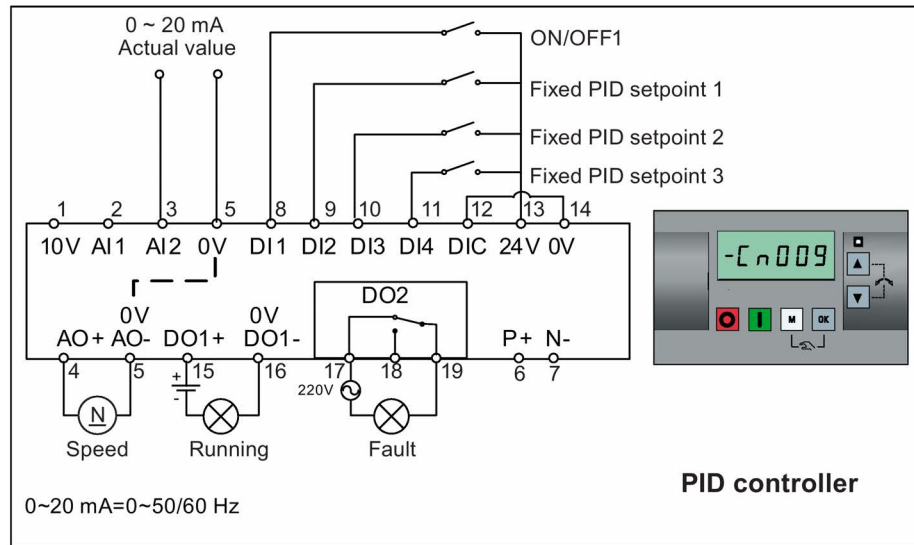 0 ~ 20 mA
Actual value
ON/OFF1
Fixed PID setpoint 1
Fixed PID setpoint 2
Fixed PID setpoint 3
1 2 3 5 8 9 10 11 12 13 14
10V AI1 AI2 0V DI1 DI2 DI3 DI4 DIC 24V 0V
-Cn009
M OK
DO2
0V 0V
AO+ AO- DO1+ DO1- P+ N-
4 5 15 16 17 18 19 6 7
+
-
220V
N
Speed Running Fault
PID controller
0~20 mA=0~50/60 Hz